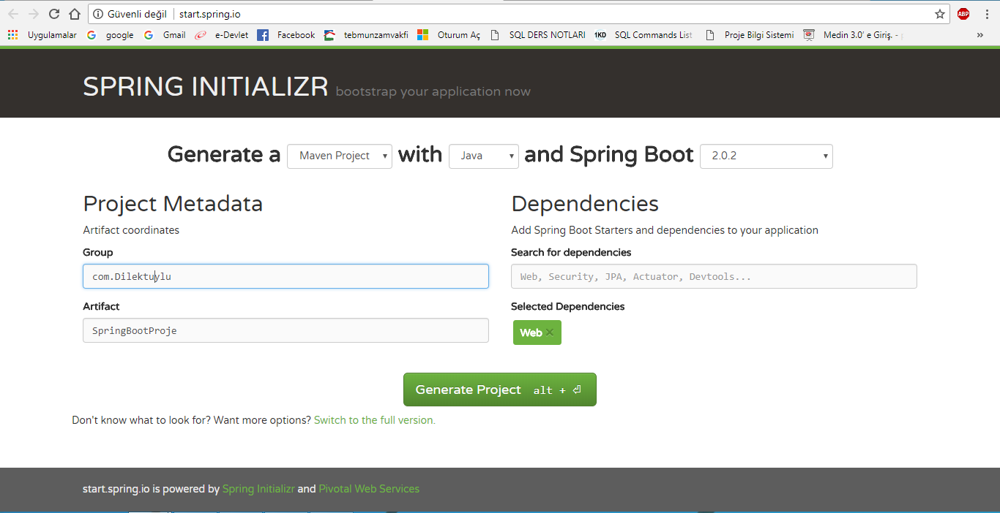 Güvenli değil start.spring.io ABP
Uygulamalar google Gmail e-Devlet Facebook tebmunzamvakfi Oturum Aç SQL DERS NOTLARI 1KD SQL Commands List Proje Bilgi Sistemi Medin 3.0' e Giriş. -
SPRING INITIALIZR bootstrap your application now
Generate a Maven Project with Java and Spring Boot 2.0.2
Project Metadata
Artifact coordinates
Group
com.Dilektuylu
Artifact
SpringBootProje
Dependencies
Add Spring Boot Starters and dependencies to your application
Search for dependencies
Web, Security, JPA, Actuator, Devtools...
Selected Dependencies
Web ×
Generate Project alt + ⏎
Don't know what to look for? Want more options? Switch to the full version.
start.spring.io is powered by Spring Initializr and Pivotal Web Services